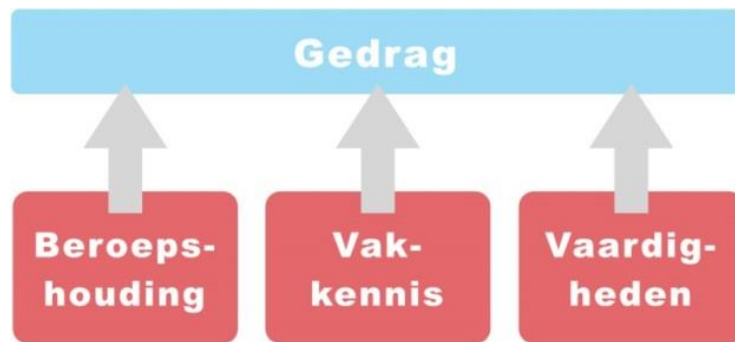 Gedrag
Beroeps-
houding
Vak-
kennis
Vaardig-
heden